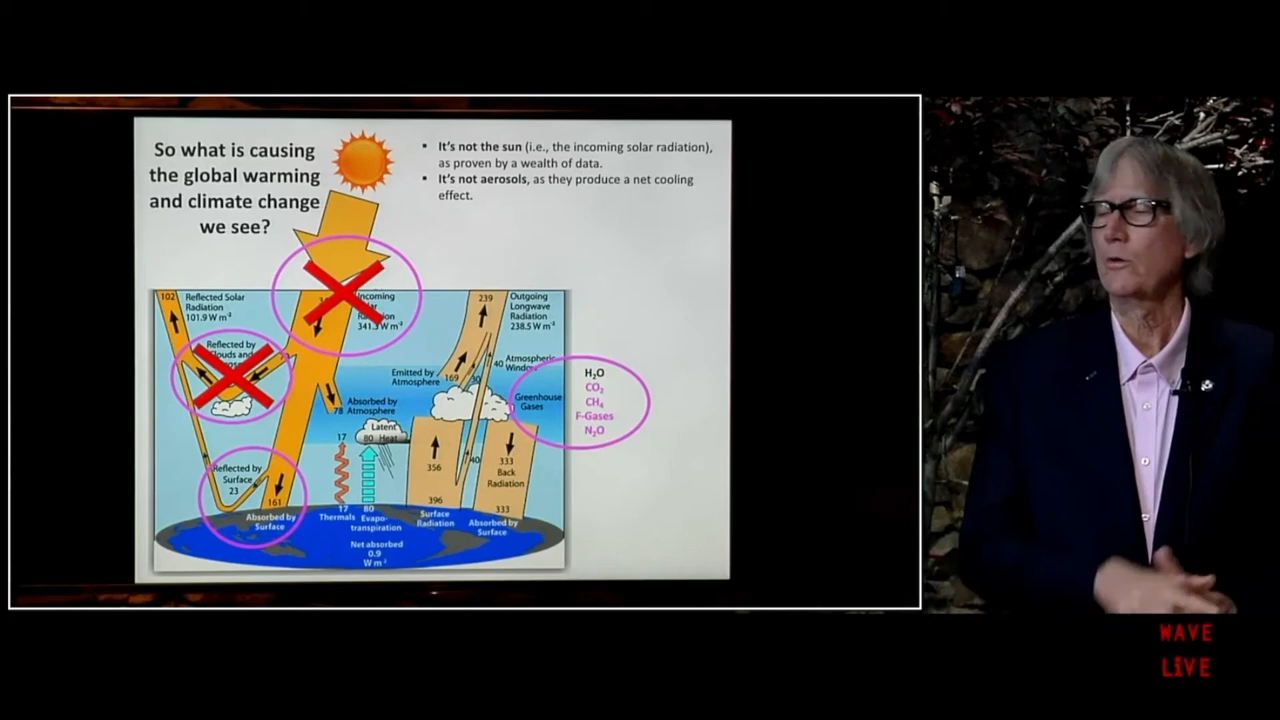 So what is causing
the global warming
and climate change
we see?
▪ It's not the sun (i.e., the incoming solar radiation),
as proven by a wealth of data.
▪ It's not aerosols, as they produce a net cooling
effect.
102
Reflected Solar
Radiation
101.9 W m⁻²
Incoming
341.3 W m⁻²
239
Outgoing
Longwave
Radiation
238.5 W m⁻²
Reflected by
Clouds and
Emitted by
Atmosphere
169
30
40
Atmospheric
Window
Greenhouse
Gases
H₂O
CO₂
CH₄
F-Gases
N₂O
78
Absorbed by
Atmosphere
Latent
80 Heat
17
Reflected by
Surface
23
161
Absorbed by
Surface
17
Thermals
80
Evapo-
transpiration
356
40
333
Back
Radiation
396
Surface
Radiation
333
Absorbed by
Surface
Net absorbed
0.9
W m⁻²
WAVE
LiVE